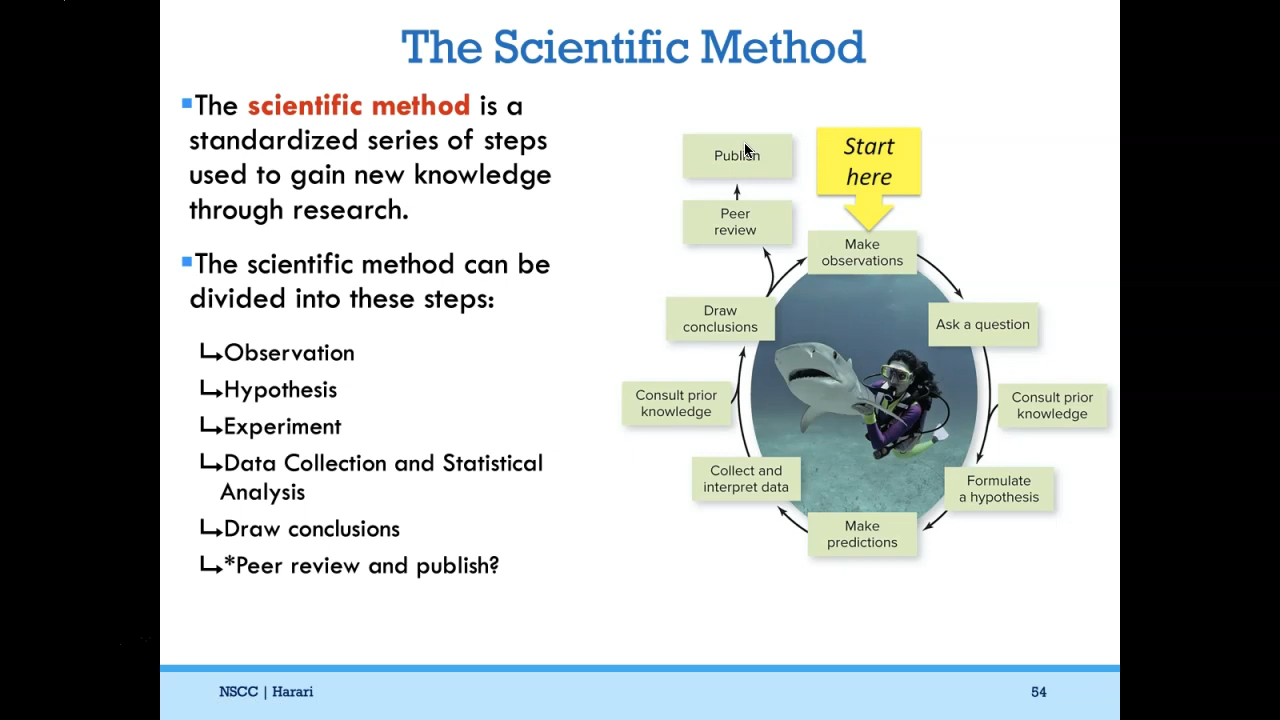 The Scientific Method
The scientific method is a
standardized series of steps
used to gain new knowledge
through research.
The scientific method can be
divided into these steps:
Observation
Hypothesis
Experiment
Data Collection and Statistical
Analysis
Draw conclusions
*Peer review and publish?
Start
here
Publish
Peer
review
Make
observations
Draw
conclusions
Ask a question
Consult prior
knowledge
Consult prior
knowledge
Collect and
interpret data
Formulate
a hypothesis
Make
predictions
NSCC | Harari
54